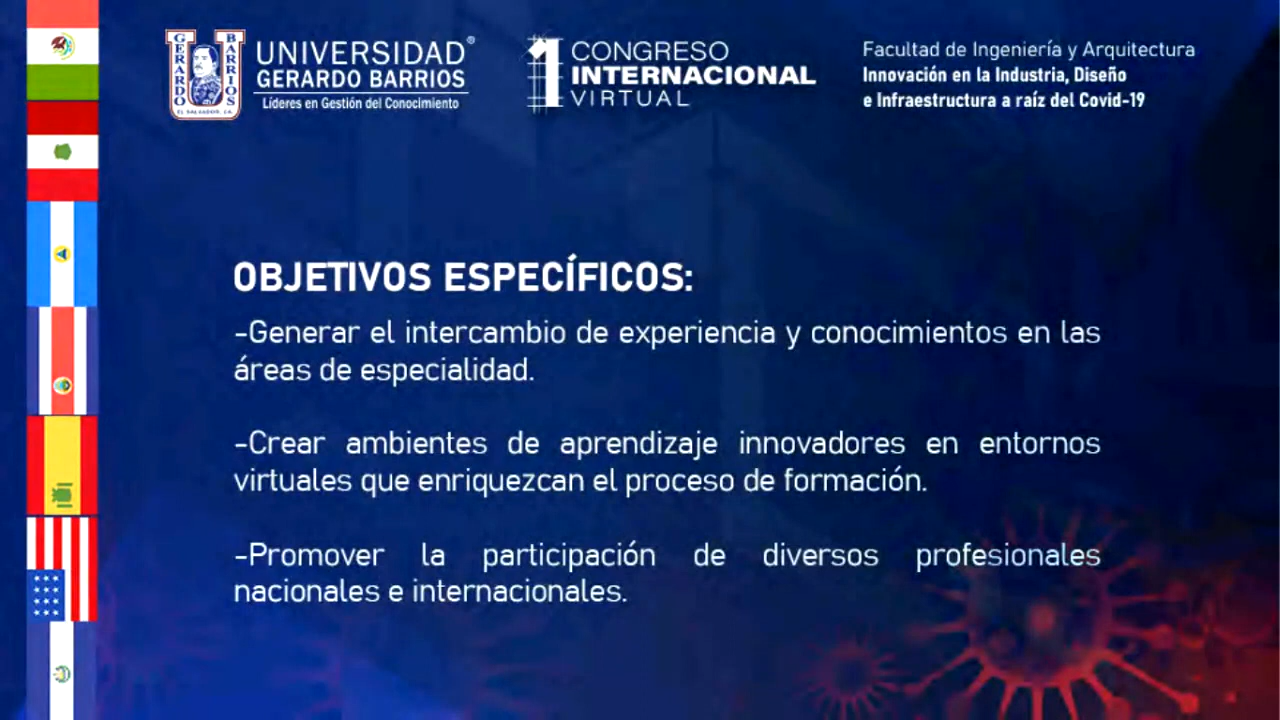 GERARDO
BARRIOS
EL SALVADOR, C.A.
UNIVERSIDAD®
GERARDO BARRIOS
Líderes en Gestión del Conocimiento
1
CONGRESO
INTERNACIONAL
VIRTUAL
Facultad de Ingeniería y Arquitectura
Innovación en la Industria, Diseño
e Infraestructura a raíz del Covid-19
OBJETIVOS ESPECÍFICOS:
-Generar el intercambio de experiencia y conocimientos en las
áreas de especialidad.
-Crear ambientes de aprendizaje innovadores en entornos
virtuales que enriquezcan el proceso de formación.
-Promover la participación de diversos profesionales
nacionales e internacionales.